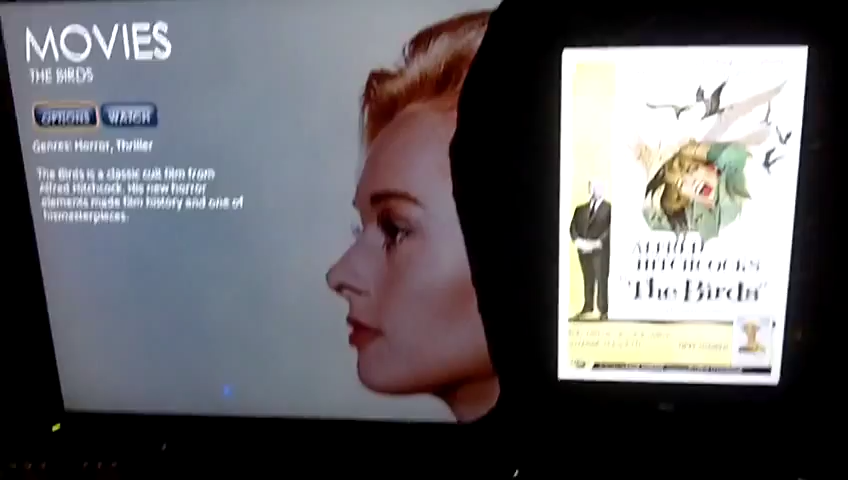 MOVIES
THE BIRDS
OPTIONS WATCH
Genres: Horror, Thriller
The Birds is a classic cult film from
Alfred Hitchcock. His new horror
elements made film history and one of
his masterpieces.
ALFRED
HITCHCOCK'S
"The Birds"